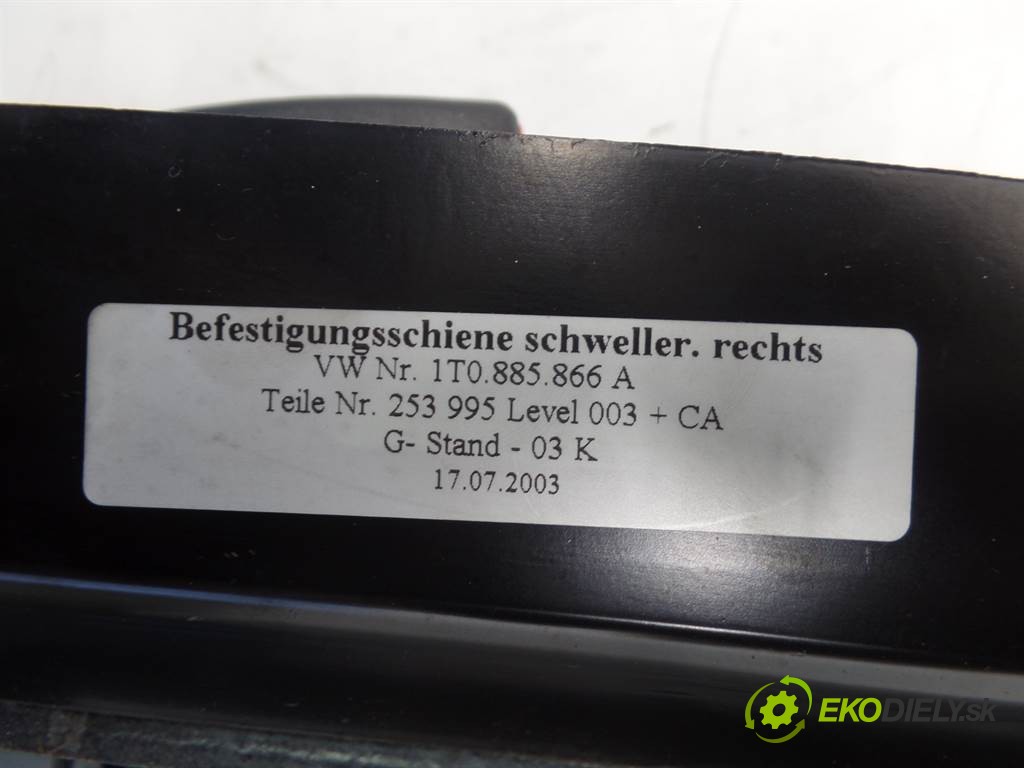 Befestigungsschiene schweller. rechts
VW Nr. 1T0.885.866 A
Teile Nr. 253 995 Level 003 + CA
G- Stand - 03 K
17.07.2003
EKODIELY.sk